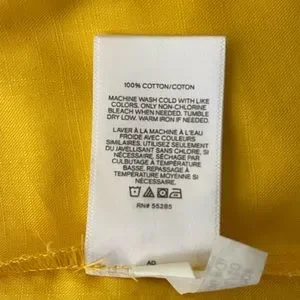 100% COTTON/COTON
MACHINE WASH COLD WITH LIKE
COLORS. ONLY NON-CHLORINE
BLEACH WHEN NEEDED. TUMBLE
DRY LOW. WARM IRON IF NEEDED.
LAVER À LA MACHINE À L'EAU
FROIDE AVEC COULEURS
SIMILAIRES. UTILISEZ SEULEMENT
DU JAVELLISANT SANS CHLORE, SI
NÉCESSAIRE. SÉCHAGE PAR
CULBUTAGE À TEMPÉRATURE
BASSE. REPASSAGE À
TEMPÉRATURE MOYENNE SI
NÉCESSAIRE.
RN# 55285
AD